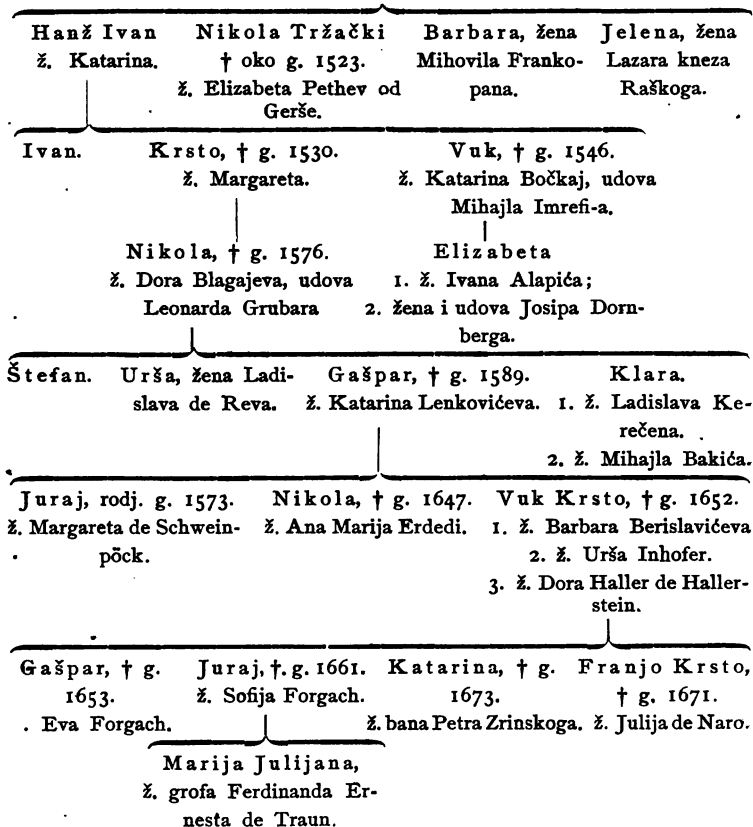 Hanž Ivan Nikola Tržački Barbara, žena Jelena, žena
ž. Katarina. † oko g. 1523. Mihovila Franko- Lazara kneza
ž. Elizabeta Pethev od pana. Raškoga.
Gerše.
Ivan. Krsto, † g. 1530. Vuk, † g. 1546.
ž. Margareta. ž. Katarina Bočkaj, udova
Mihajla Imrefi-a.
Nikola, † g. 1576. Elizabeta
ž. Dora Blagajeva, udova 1. ž. Ivana Alapića;
Leonarda Grubara 2. žena i udova Josipa Dorn-
berga.
Štefan. Urša, žena Ladi- Gašpar, † g. 1589. Klara.
slava de Reva. ž. Katarina Lenkovićeva. 1. ž. Ladislava Ke-
rečena.
2. ž. Mihajla Bakića.
Juraj, rodj. g. 1573. Nikola, † g. 1647. Vuk Krsto, † g. 1652.
ž. Margareta de Schwein- ž. Ana Marija Erdedi. 1. ž. Barbara Berislavićeva
pöck. 2. ž. Urša Inhofer.
3. ž. Dora Haller de Haller-
stein.
Gašpar, † g. Juraj, †. g. 1661. Katarina, † g. Franjo Krsto,
1653. ž. Sofija Forgach. 1673. † g. 1671.
. Eva Forgach. ž. bana Petra Zrinskoga. ž. Julija de Naro.
Marija Julijana,
ž. grofa Ferdinanda Er-
nesta de Traun.